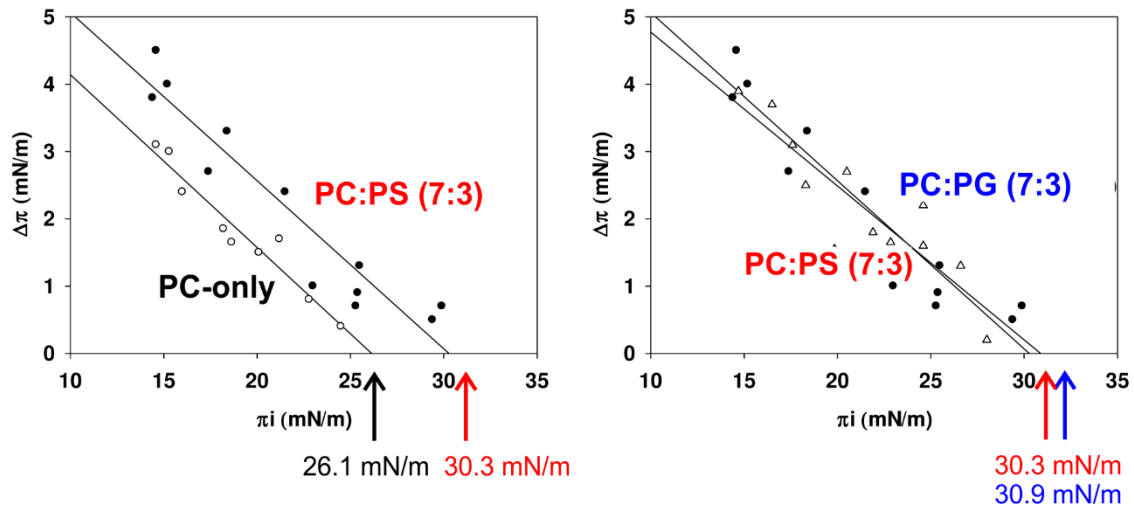 5
4
3
2
1
0
Δπ (mN/m)
PC:PS (7:3)
PC-only
10 15 20 25 30 35
πi (mN/m)
26.1 mN/m 30.3 mN/m
5
4
3
2
1
0
Δπ (mN/m)
PC:PG (7:3)
PC:PS (7:3)
10 15 20 25 30 35
πi (mN/m)
30.3 mN/m
30.9 mN/m